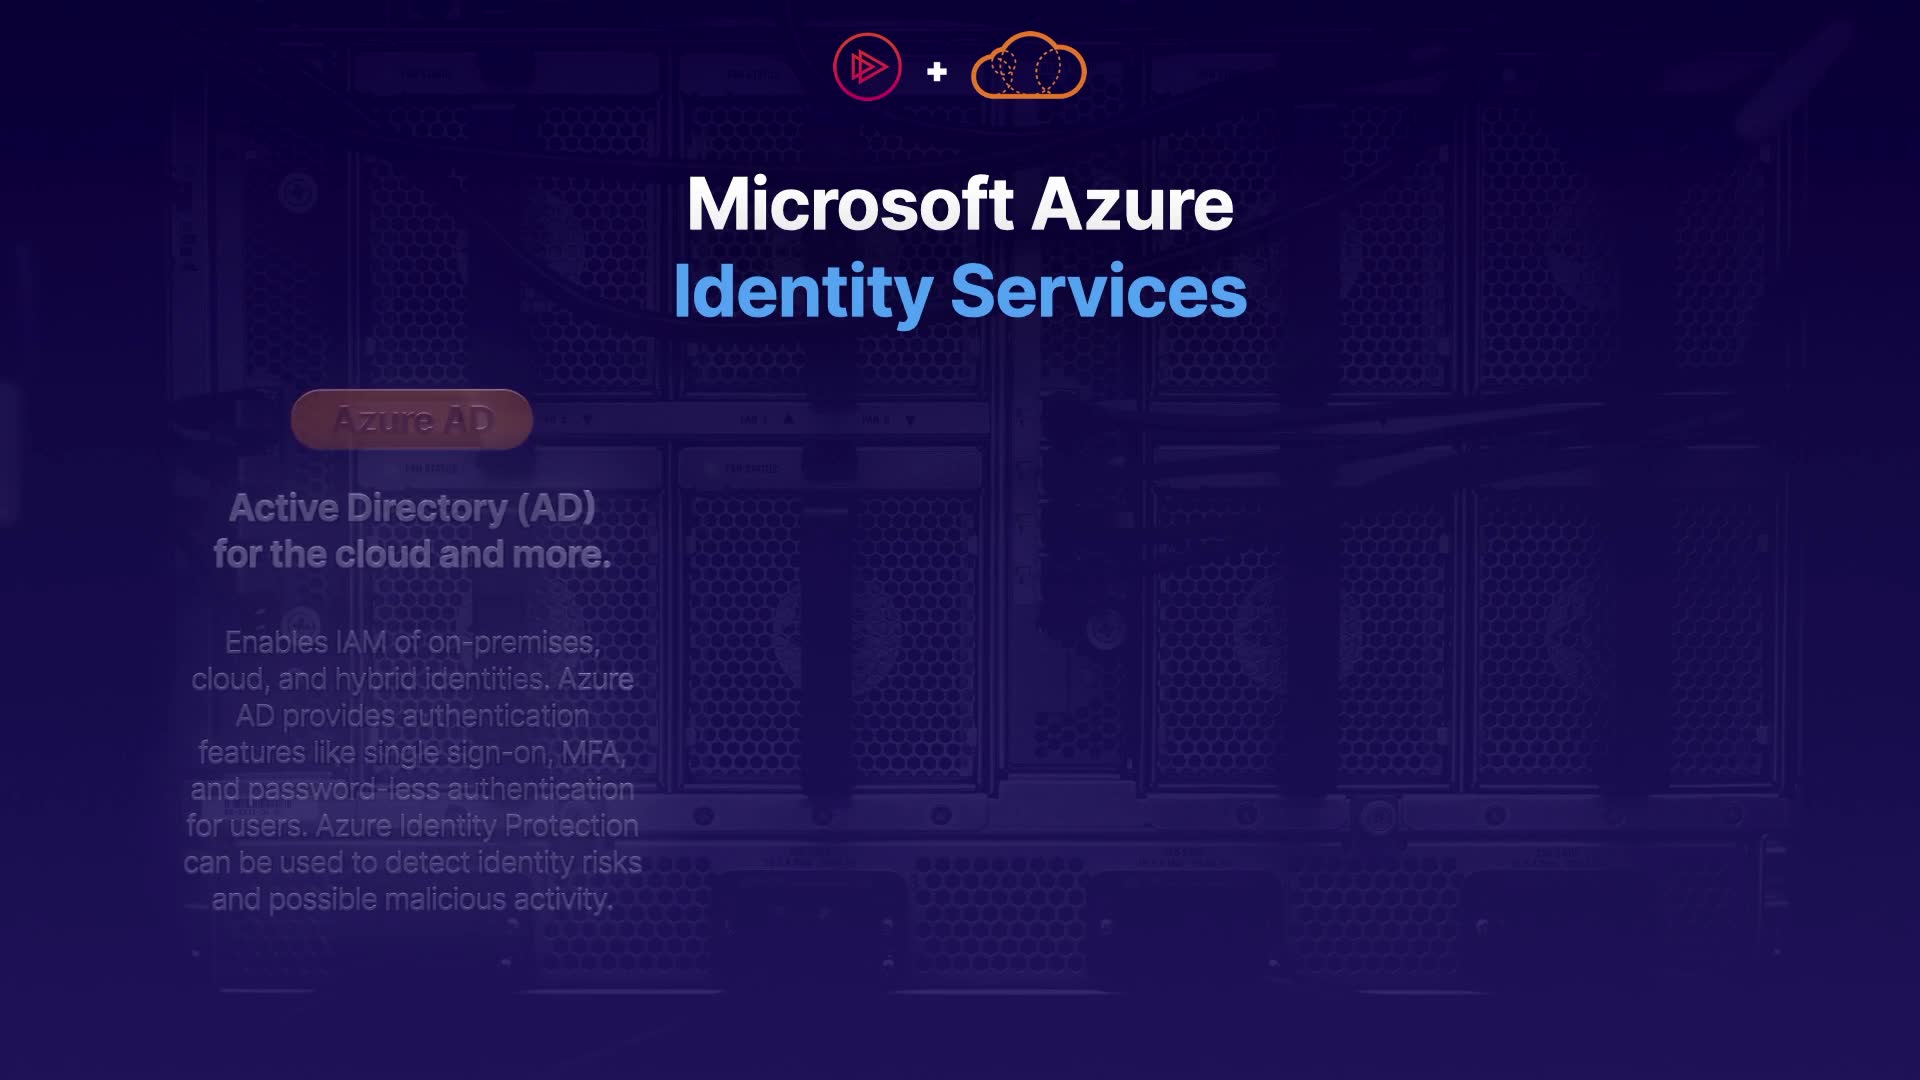 Microsoft Azure
Identity Services
Azure AD
Active Directory (AD)
for the cloud and more.
Enables IAM of on-premises,
cloud, and hybrid identities. Azure
AD provides authentication
features like single sign-on, MFA,
and password-less authentication
for users. Azure Identity Protection
can be used to detect identity risks
and possible malicious activity.